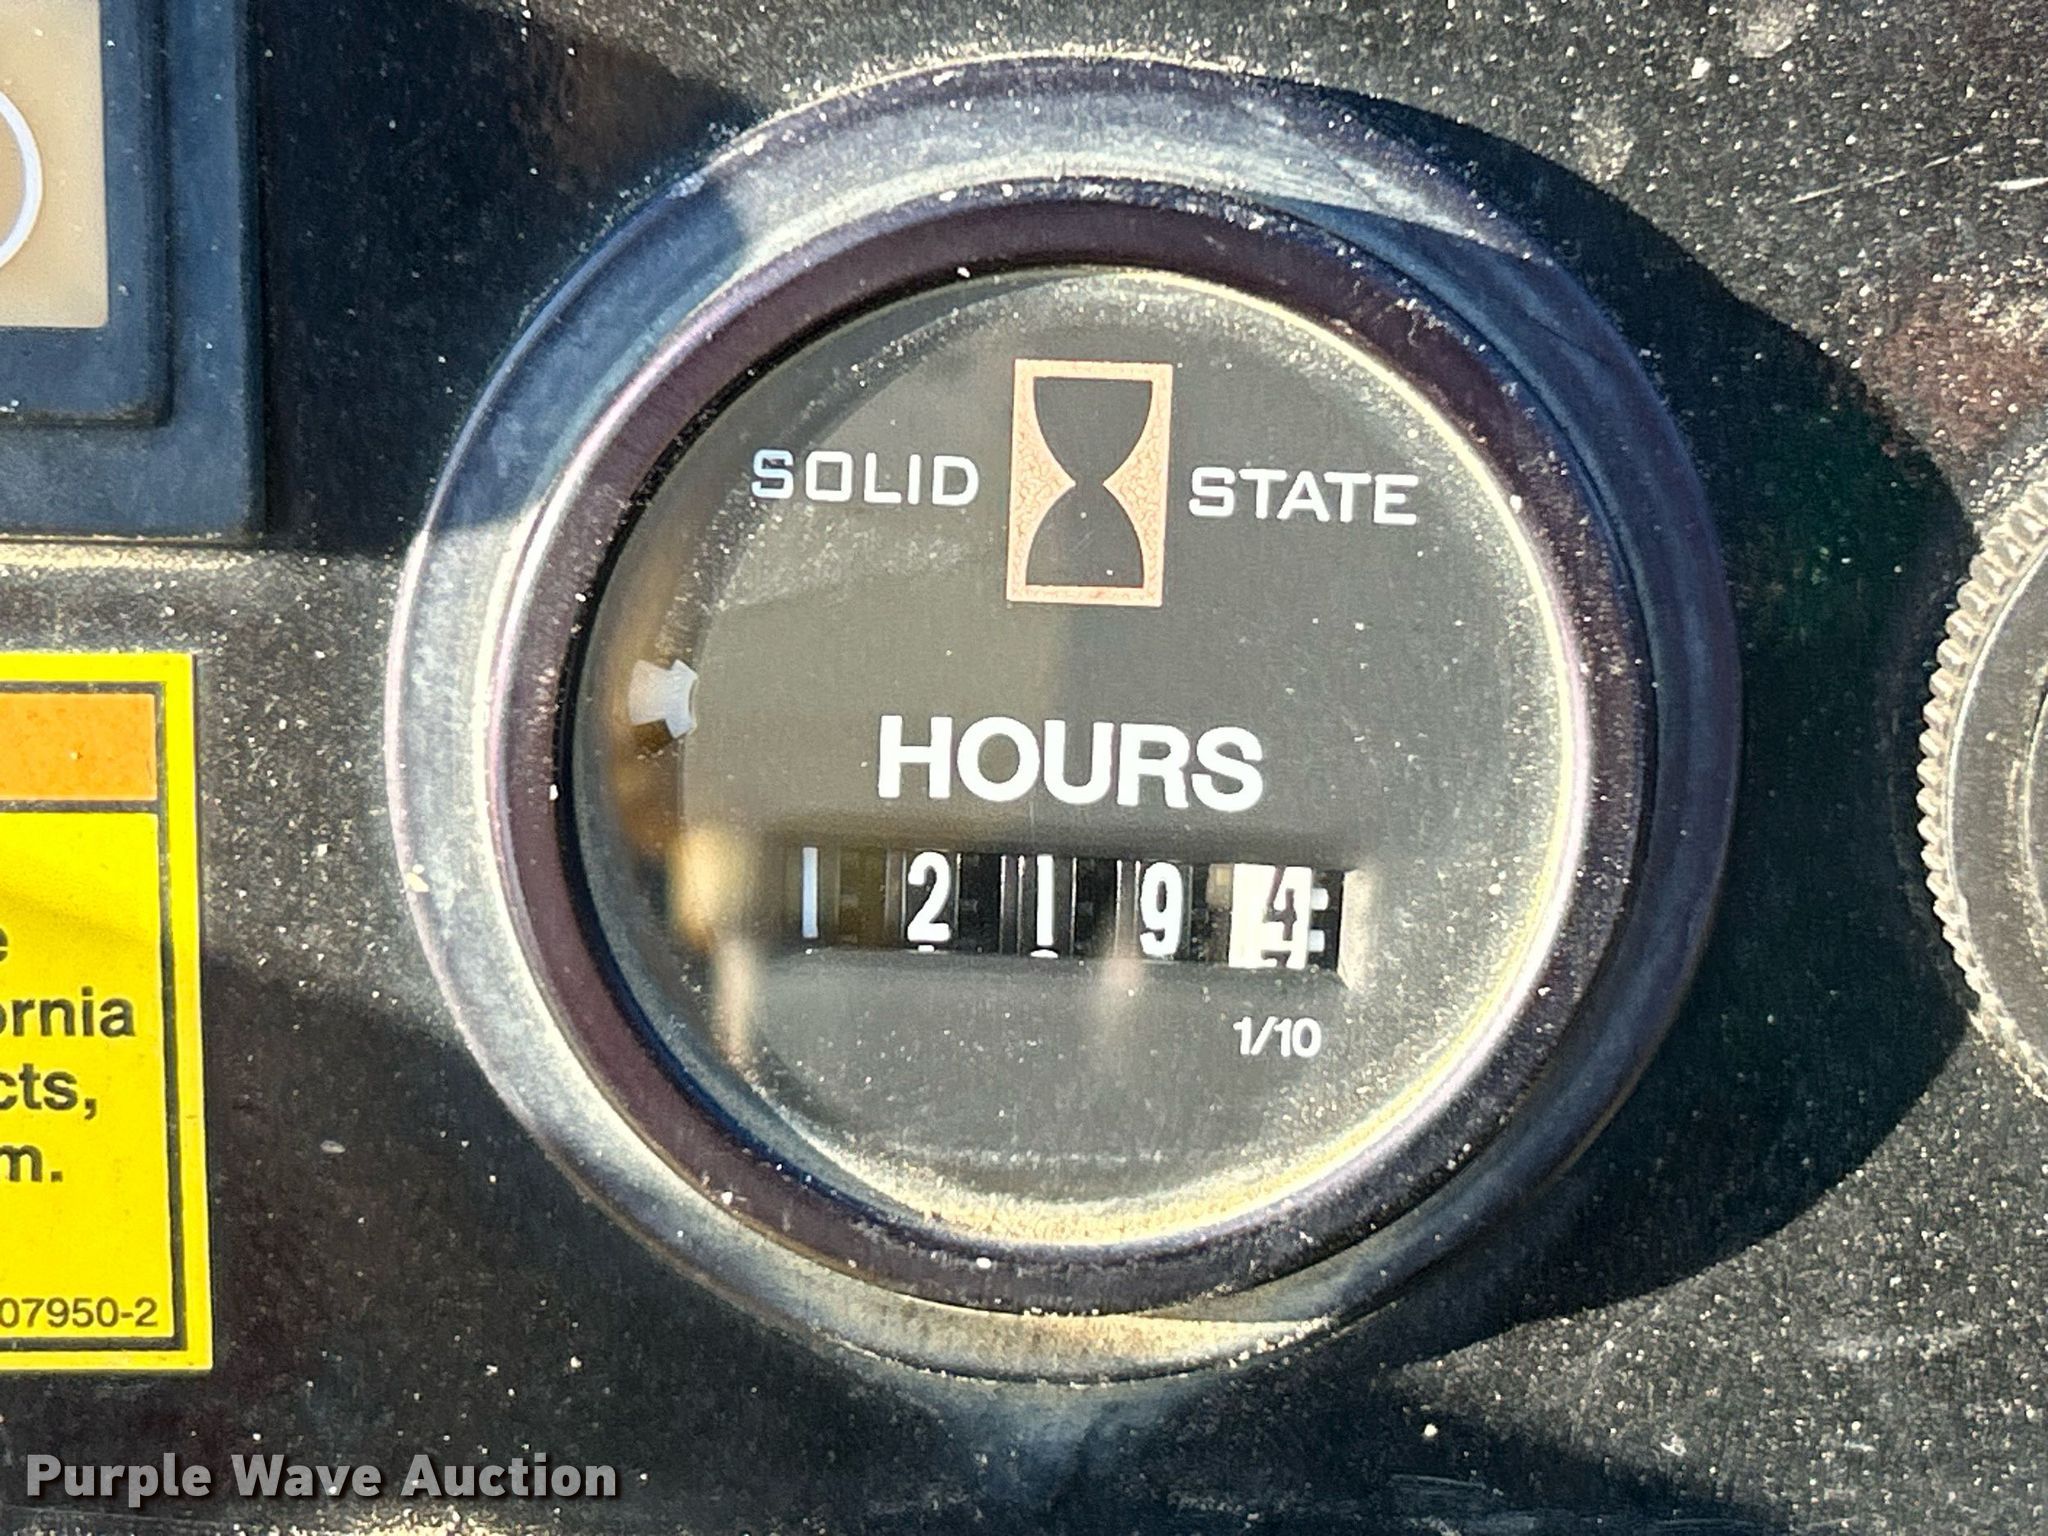 SOLID STATE
HOURS
1 2 1 9 4
1/10
ornia
cts,
m.
07950-2
Purple Wave Auction